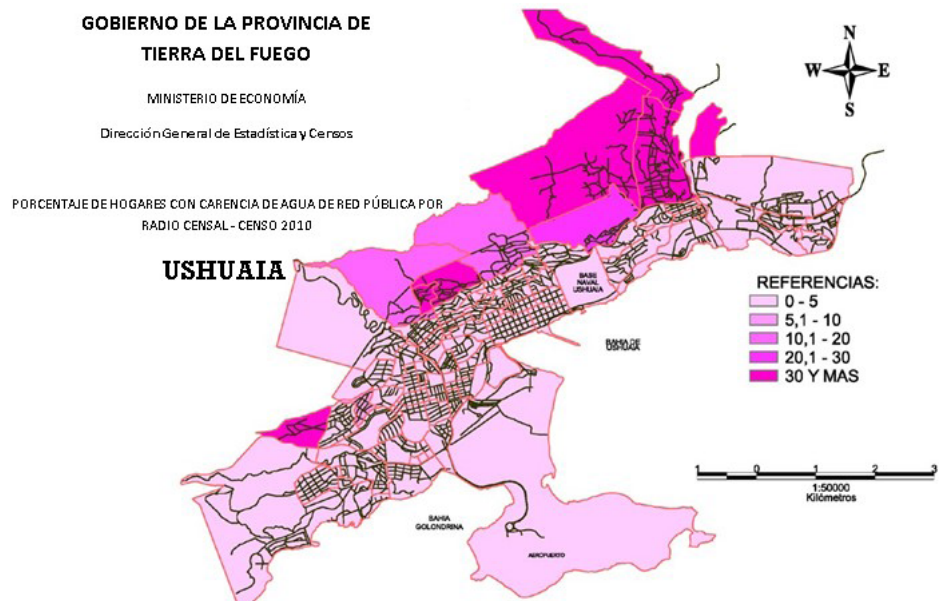 GOBIERNO DE LA PROVINCIA DE
TIERRA DEL FUEGO
MINISTERIO DE ECONOMÍA
Dirección General de Estadística y Censos
PORCENTAJE DE HOGARES CON CARENCIA DE AGUA DE RED PÚBLICA POR
RADIO CENSAL - CENSO 2010
USHUAIA
N
W
E
S
BASE
NAVAL
USHUAIA
BAHIA DE
USHUAIA
REFERENCIAS:
0 - 5
5,1 - 10
10,1 - 20
20,1 - 30
30 Y MAS
1 0 1 2 3
1:50000
Kilómetros
BAHIA
GOLONDRINA
AEROPUERTO